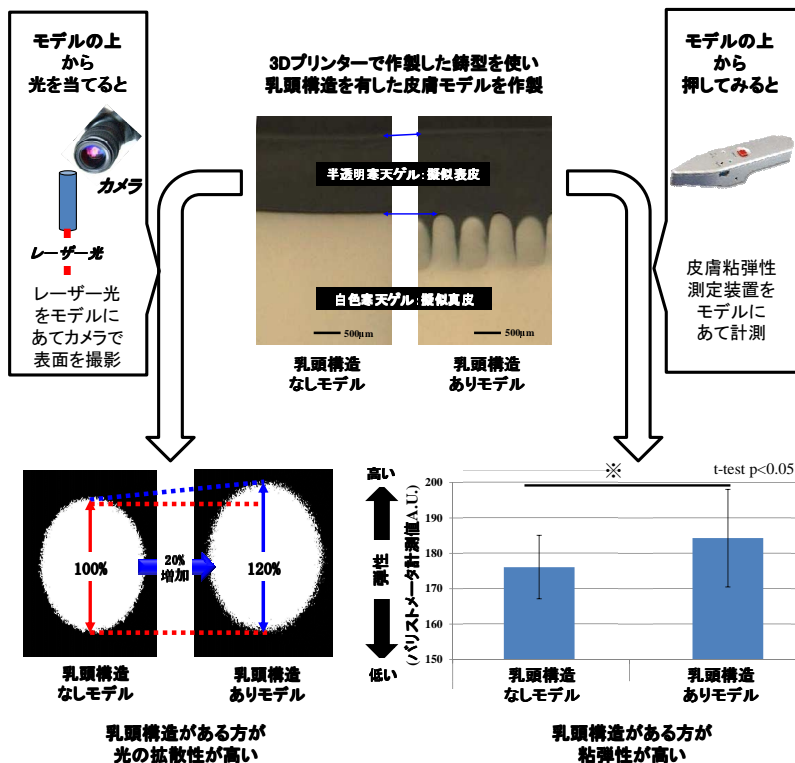 モデルの上
から
光を当てると
カメラ
レーザー光
レーザー光
をモデルに
あてカメラで
表面を撮影
3Dプリンターで作製した鋳型を使い
乳頭構造を有した皮膚モデルを作製
半透明寒天ゲル：擬似表皮
白色寒天ゲル：擬似真皮
500μm
500μm
乳頭構造
なしモデル
乳頭構造
ありモデル
モデルの上
から
押してみると
皮膚粘弾性
測定装置を
モデルに
あて計測
100%
20%
増加
120%
乳頭構造
なしモデル
乳頭構造
ありモデル
乳頭構造がある方が
光の拡散性が高い
高い
弾性
低い
(バリストメータ計測値A.U.)
※
t-test p<0.05
200
190
180
170
160
150
乳頭構造
なしモデル
乳頭構造
ありモデル
乳頭構造がある方が
粘弾性が高い